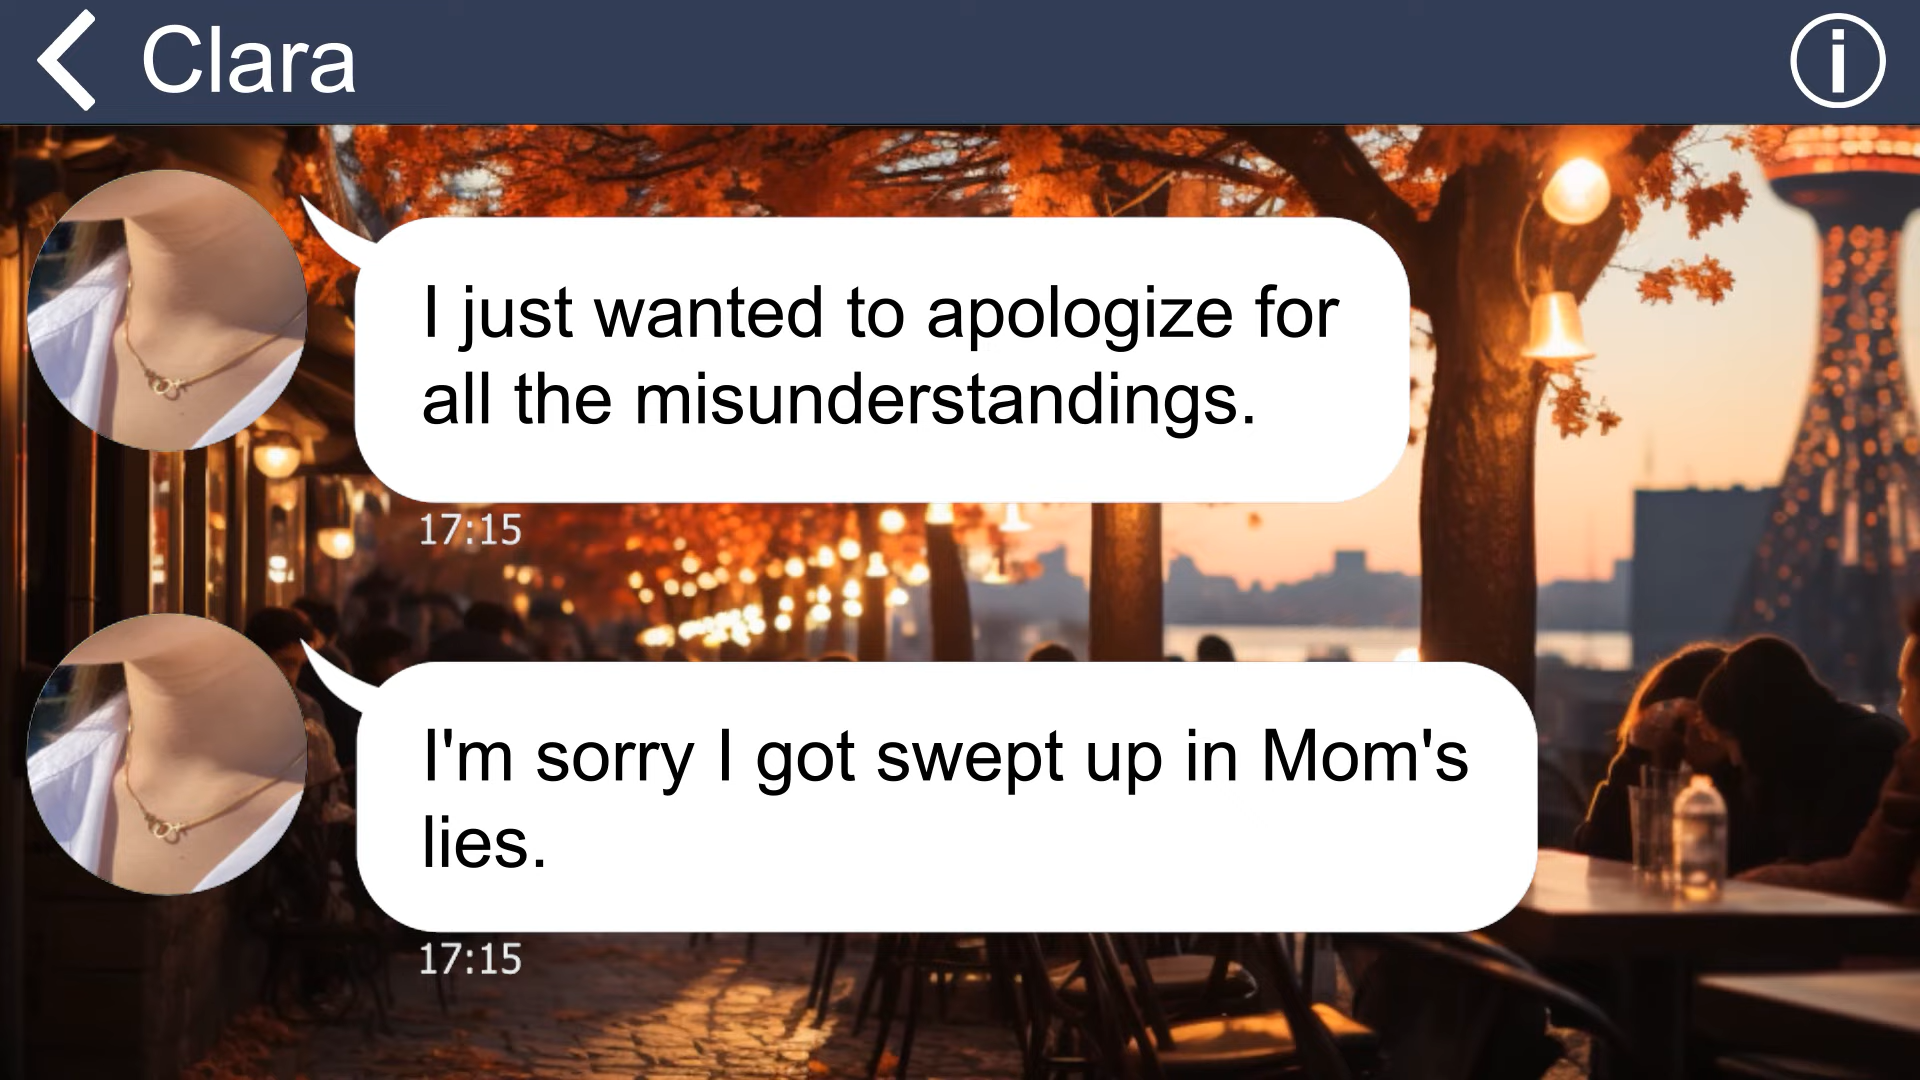 Clara
I just wanted to apologize for
all the misunderstandings.
17:15
I'm sorry I got swept up in Mom's
lies.
17:15